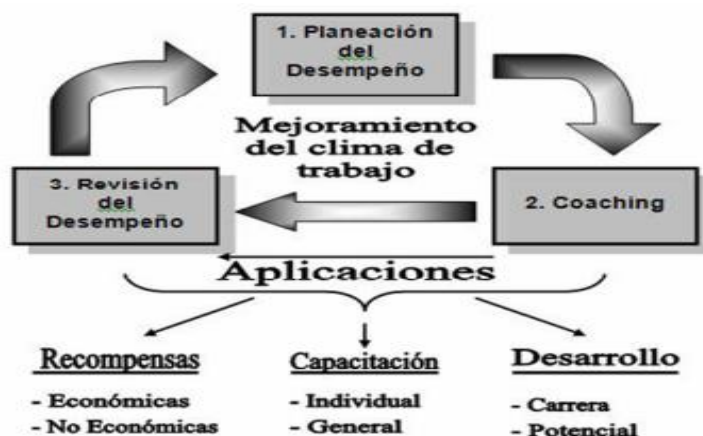 1. Planeación
del
Desempeño
Mejoramiento
del clima de
trabajo
3. Revisión
del
Desempeño
2. Coaching
Aplicaciones
Recompensas
- Económicas
- No Económicas
Capacitación
- Individual
- General
Desarrollo
- Carrera
- Potencial